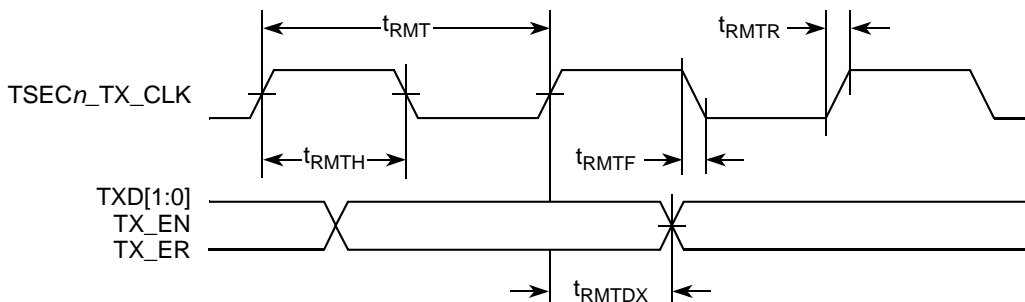 tRMT
tRMTR
TSECn_TX_CLK
tRMTH
tRMTF
TXD[1:0]
TX_EN
TX_ER
tRMTDX